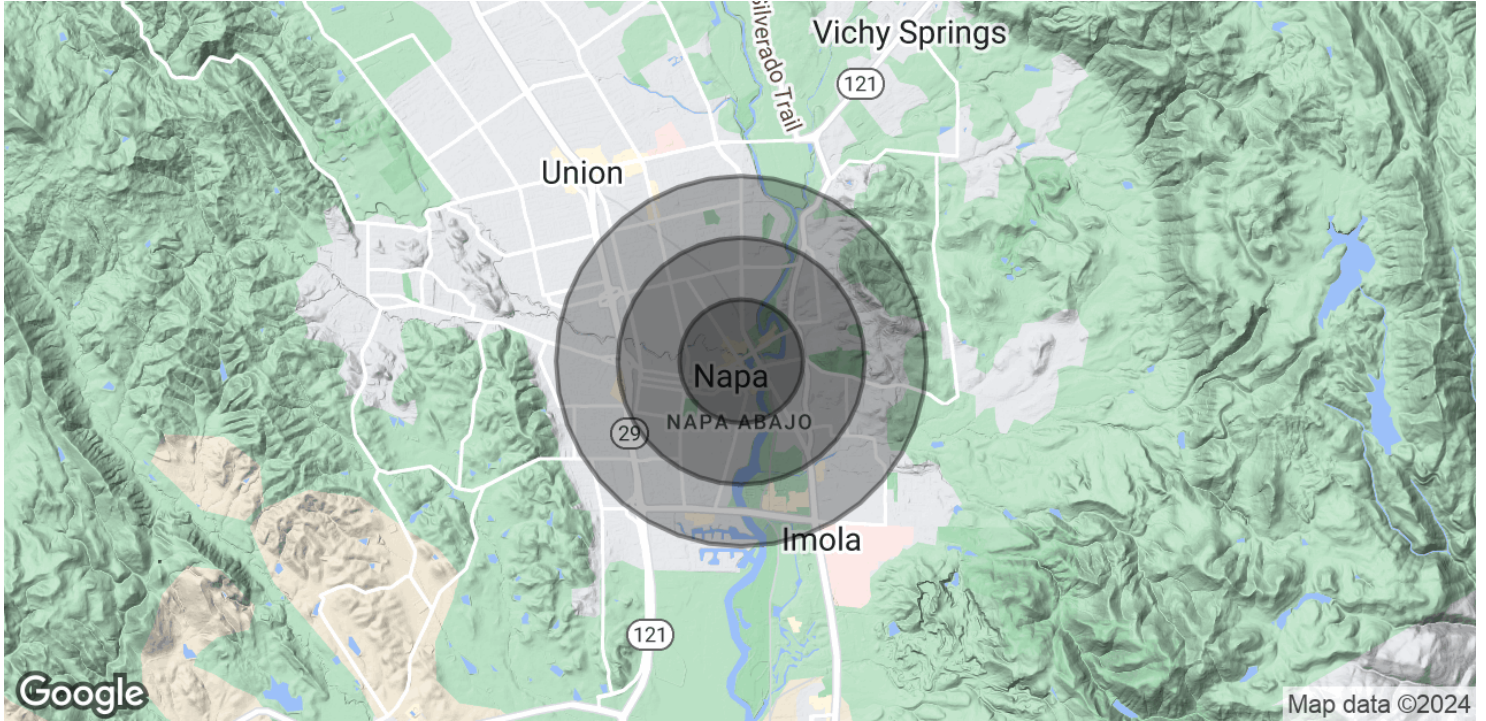 Vichy Springs
Silverado Trail
121
Union
Napa
NAPA ABAJO
29
Imola
121
Google
Map data ©2024